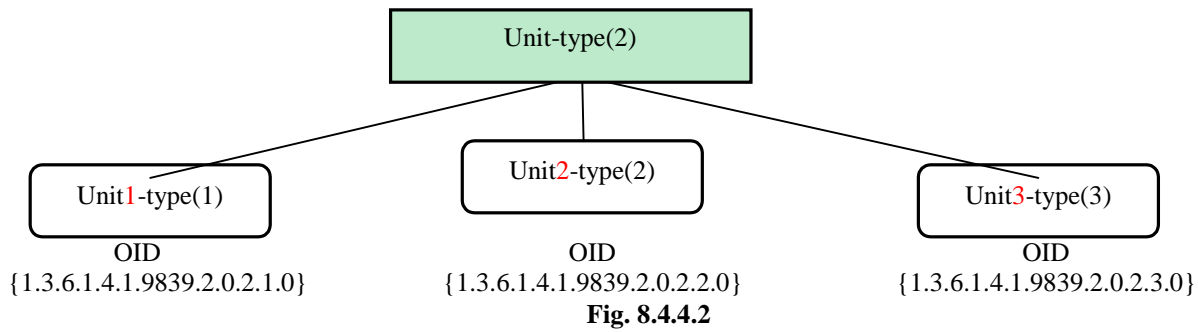 Unit-type(2)
Unit1-type(1)
Unit2-type(2)
Unit3-type(3)
OID
{1.3.6.1.4.1.9839.2.0.2.1.0}
OID
{1.3.6.1.4.1.9839.2.0.2.2.0}
OID
{1.3.6.1.4.1.9839.2.0.2.3.0}
Fig. 8.4.4.2